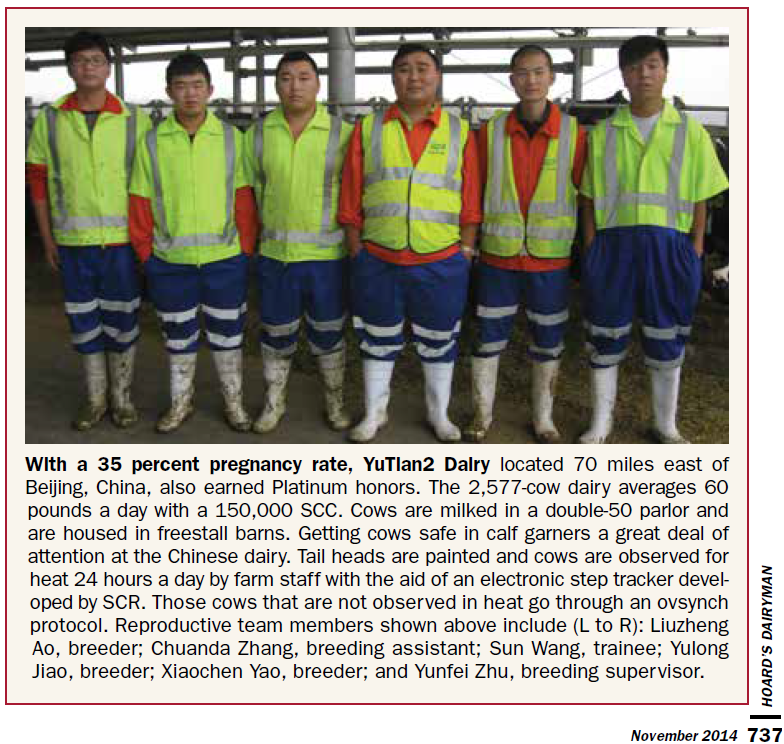 With a 35 percent pregnancy rate, YuTian2 Dairy located 70 miles east of
Beijing, China, also earned Platinum honors. The 2,577-cow dairy averages 60
pounds a day with a 150,000 SCC. Cows are milked in a double-50 parlor and
are housed in freestall barns. Getting cows safe in calf garners a great deal of
attention at the Chinese dairy. Tail heads are painted and cows are observed for
heat 24 hours a day by farm staff with the aid of an electronic step tracker devel-
oped by SCR. Those cows that are not observed in heat go through an ovsynch
protocol. Reproductive team members shown above include (L to R): Liuzheng
Ao, breeder; Chuanda Zhang, breeding assistant; Sun Wang, trainee; Yulong
Jiao, breeder; Xiaochen Yao, breeder; and Yunfei Zhu, breeding supervisor.
HOARD'S DAIRYMAN
November 2014 737